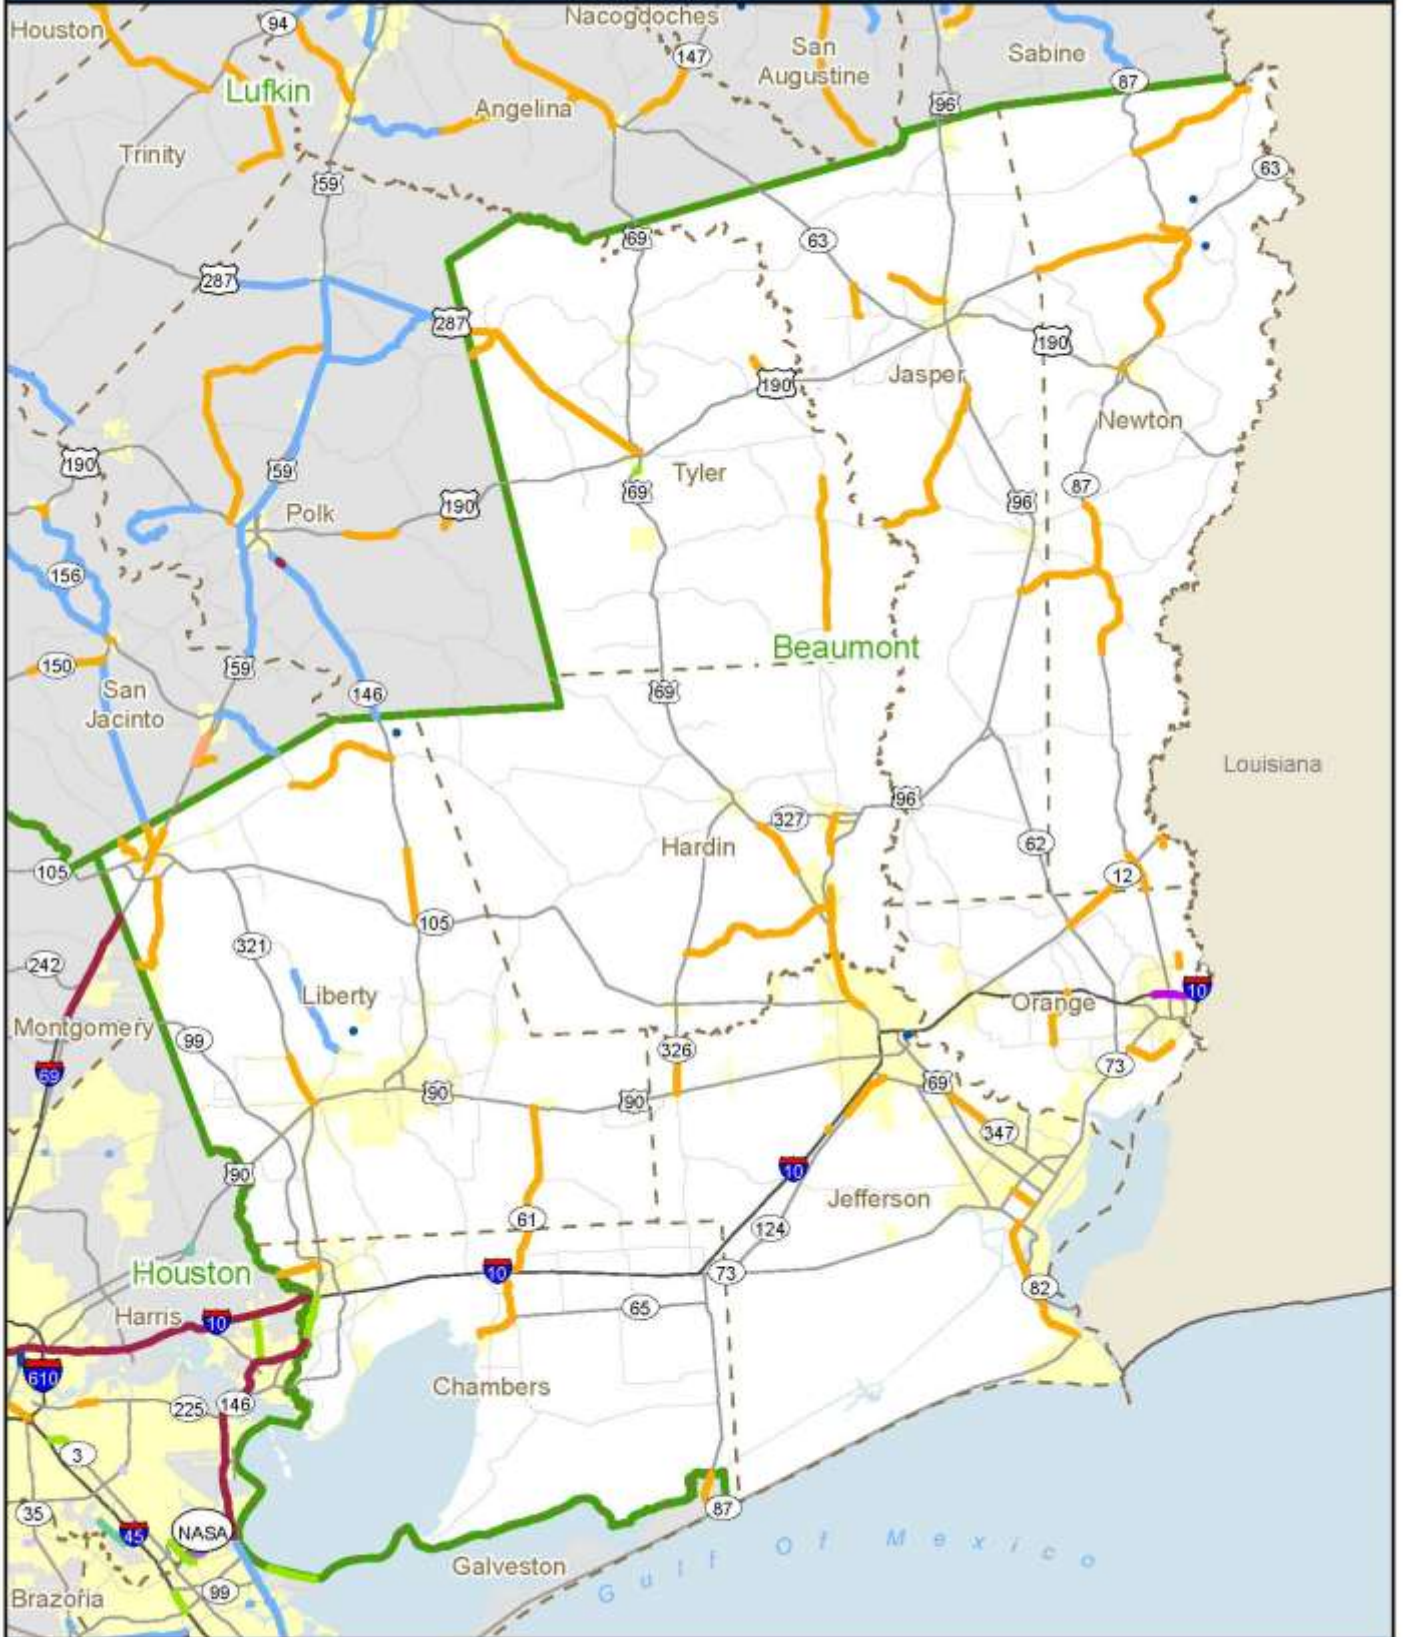 Houston
94
Nacogdoches
147
San
Augustine
Sabine
87
96
Lufkin
Angelina
Trinity
59
63
69
63
287
287
190
190
Jasper
Newton
190
59
Polk
190
Tyler
69
96
87
156
Beaumont
150
59
San
Jacinto
146
69
Louisiana
96
327
Hardin
62
105
12
105
321
242
Liberty
10
Orange
Montgomery
99
326
73
69
69
90
90
347
10
90
Jefferson
61
124
Houston
10
73
82
65
Harris
10
610
Chambers
225
146
3
35
45
NASA
87
Gulf Of Mexico
Galveston
99
Brazoria